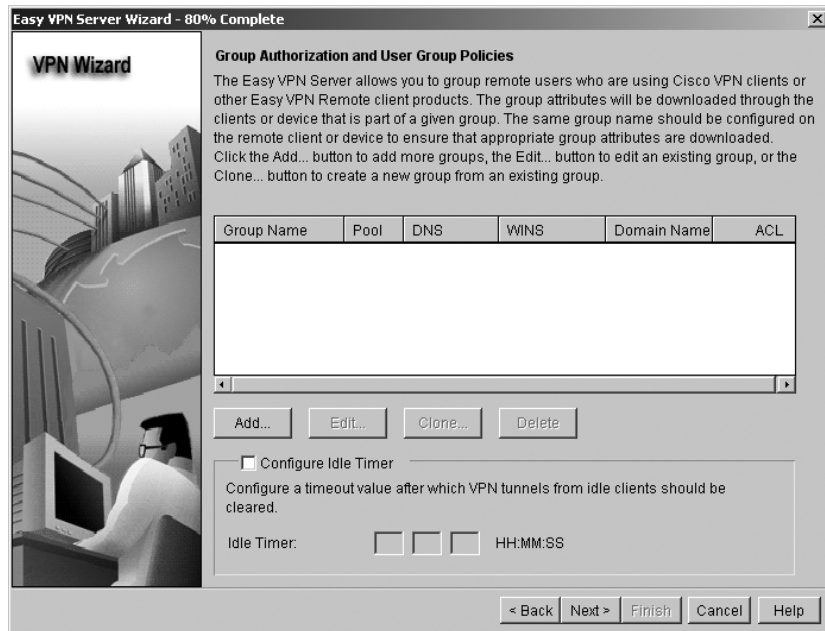 Easy VPN Server Wizard - 80% Complete
VPN Wizard
Group Authorization and User Group Policies
The Easy VPN Server allows you to group remote users who are using Cisco VPN clients or
other Easy VPN Remote client products. The group attributes will be downloaded through the
clients or device that is part of a given group. The same group name should be configured on
the remote client or device to ensure that appropriate group attributes are downloaded.
Click the Add... button to add more groups, the Edit... button to edit an existing group, or the
Clone... button to create a new group from an existing group.
Group Name Pool DNS WINS Domain Name ACL
Add... Edit... Clone... Delete
Configure Idle Timer
Configure a timeout value after which VPN tunnels from idle clients should be
cleared.
Idle Timer: HH:MM:SS
< Back Next > Finish Cancel Help